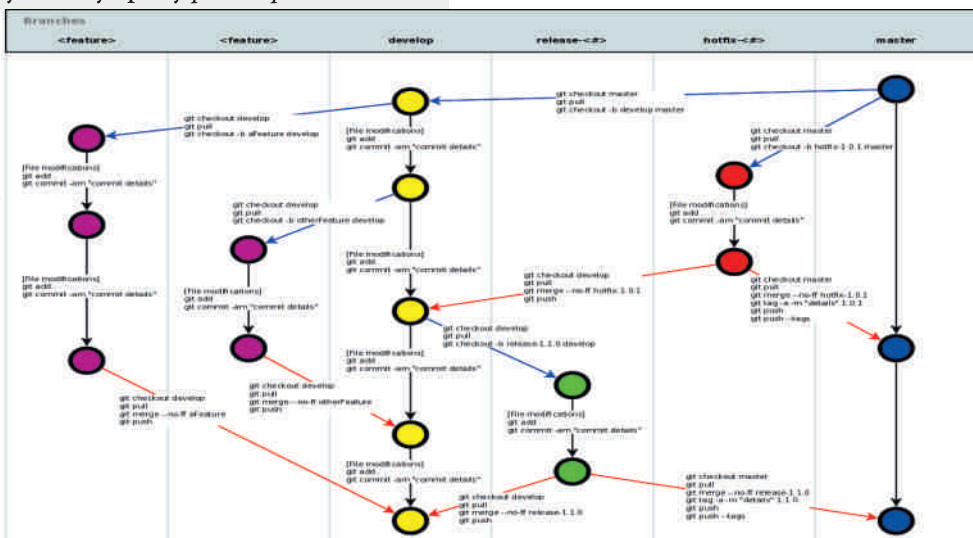 Branches
<feature>
<feature>
develop
release-<#>
hotfix-<#>
master
git checkout master
git pull
git checkout -b develop master
git checkout develop
git pull
git checkout -b aFeature develop
[file modifications]
git add
git commit -am "commit details"
git checkout master
git pull
git checkout -b hotfix-1.0.1 master
[file modifications]
git add
git commit -am "commit details"
git checkout develop
git pull
git checkout -b otherFeature develop
[file modifications]
git add
git commit -am "commit details"
[file modifications]
git add
git commit -am "commit details"
[file modifications]
git add
git commit -am "commit details"
[file modifications]
git add
git commit -am "commit details"
git checkout develop
git pull
git merge --no-ff hotfix-1.0.1
git push
git checkout master
git pull
git merge --no-ff hotfix-1.0.1
git tag -a -m "details" 1.0.1
git push
git push --tags
git checkout develop
git pull
git checkout -b release-1.1.0 develop
[file modifications]
git add
git commit -am "commit details"
git checkout develop
git pull
git merge --no-ff aFeature
git push
git checkout develop
git pull
git merge --no-ff otherFeature
git push
[file modifications]
git add
git commit -am "commit details"
[file modifications]
git add
git commit -am "commit details"
git checkout develop
git pull
git merge --no-ff release-1.1.0
git push
git checkout master
git pull
git merge --no-ff release-1.1.0
git tag -a -m "details" 1.1.0
git push
git push --tags